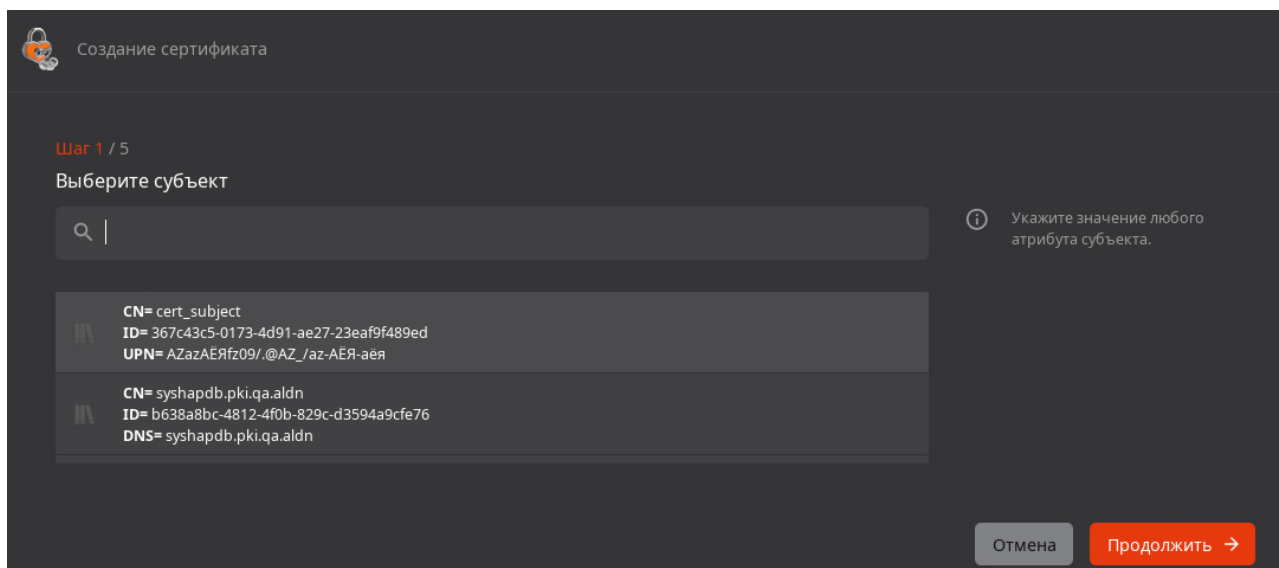 Создание сертификата
Шаг 1 / 5
Выберите субъект
Укажите значение любого
атрибута субъекта.
CN= cert_subject
ID= 367c43c5-0173-4d91-ae27-23eaf9f489ed
UPN= AZazAЁЯfz09/.@AZ_/az-AЁЯ-aёя
CN= syshapdb.pki.qa.aldn
ID= b638a8bc-4812-4f0b-829c-d3594a9cfe76
DNS= syshapdb.pki.qa.aldn
Отмена
Продолжить →